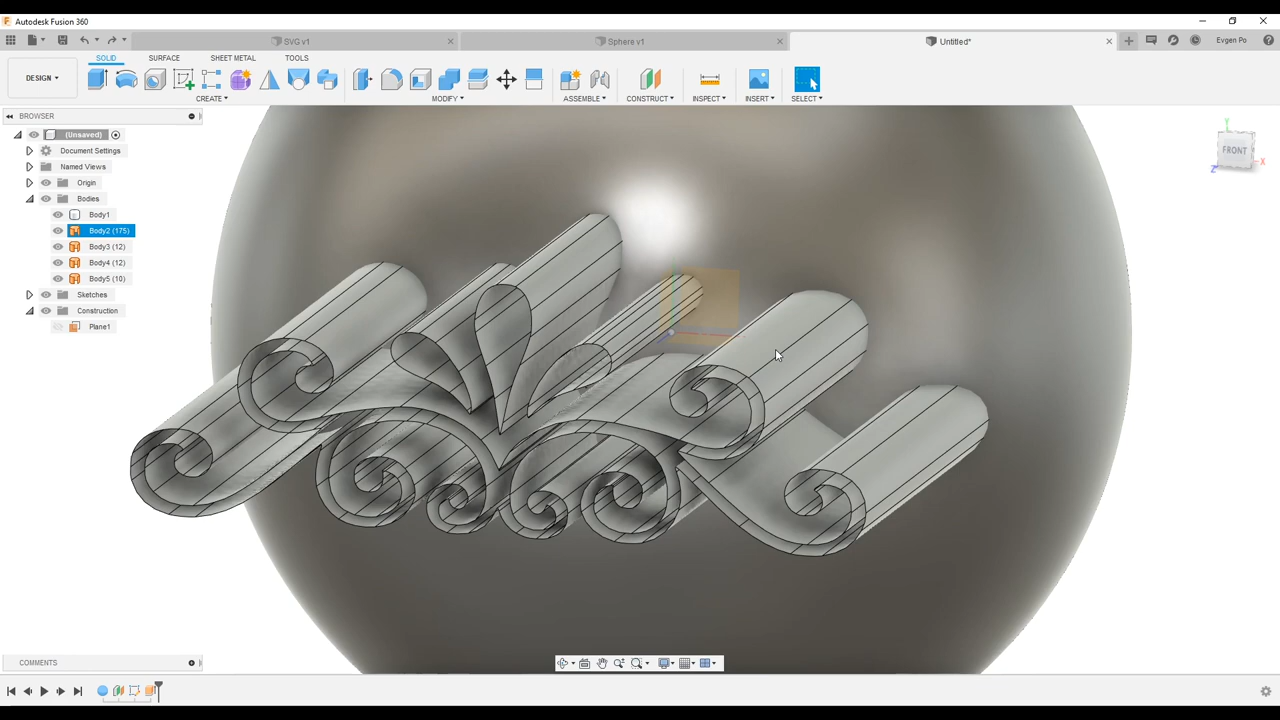 Autodesk Fusion 360
SVG v1
Sphere v1
Untitled*
Evgen Po
SOLID
SURFACE
SHEET METAL
TOOLS
DESIGN
CREATE
MODIFY
ASSEMBLE
CONSTRUCT
INSPECT
INSERT
SELECT
BROWSER
(Unsaved)
Document Settings
Named Views
Origin
Bodies
Body1
Body2 (175)
Body3 (12)
Body4 (12)
Body5 (10)
Sketches
Construction
Plane1
Y
FRONT
X
Z
COMMENTS